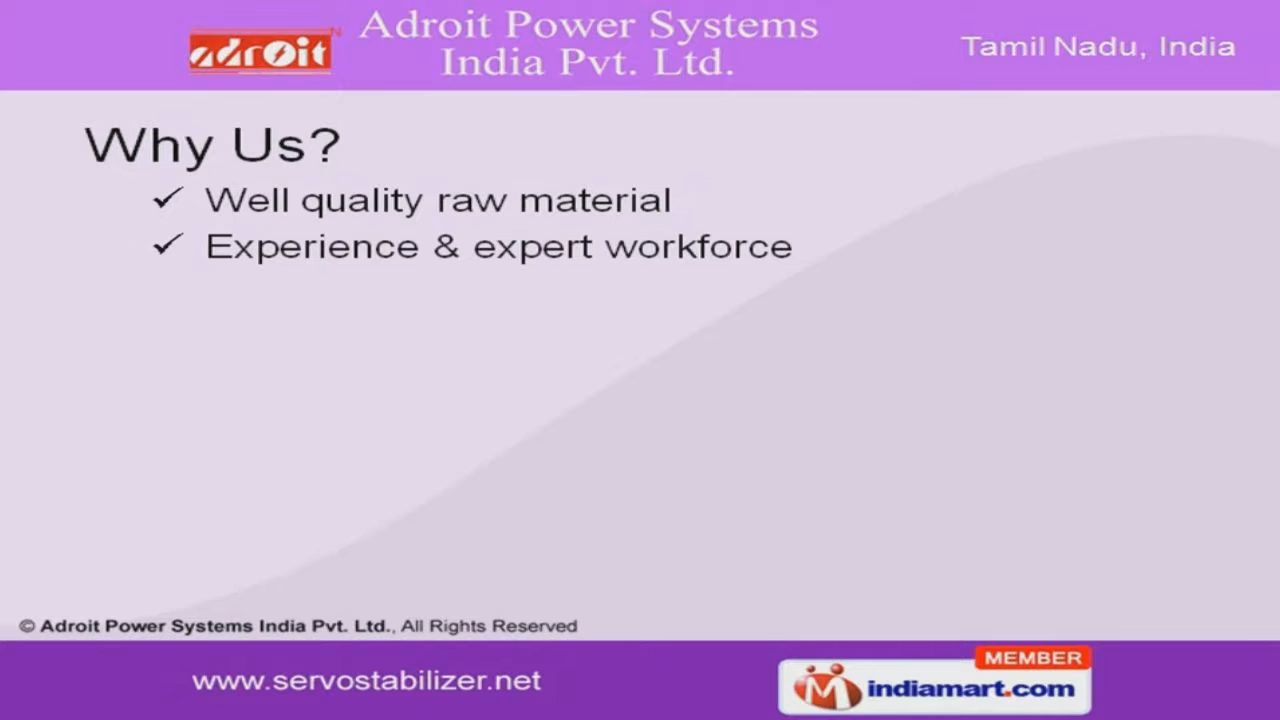 adroit
Adroit Power Systems
India Pvt. Ltd.
Tamil Nadu, India
Why Us?
✓ Well quality raw material
✓ Experience & expert workforce
© Adroit Power Systems India Pvt. Ltd., All Rights Reserved
www.servostabilizer.net
MEMBER
indiamart.com